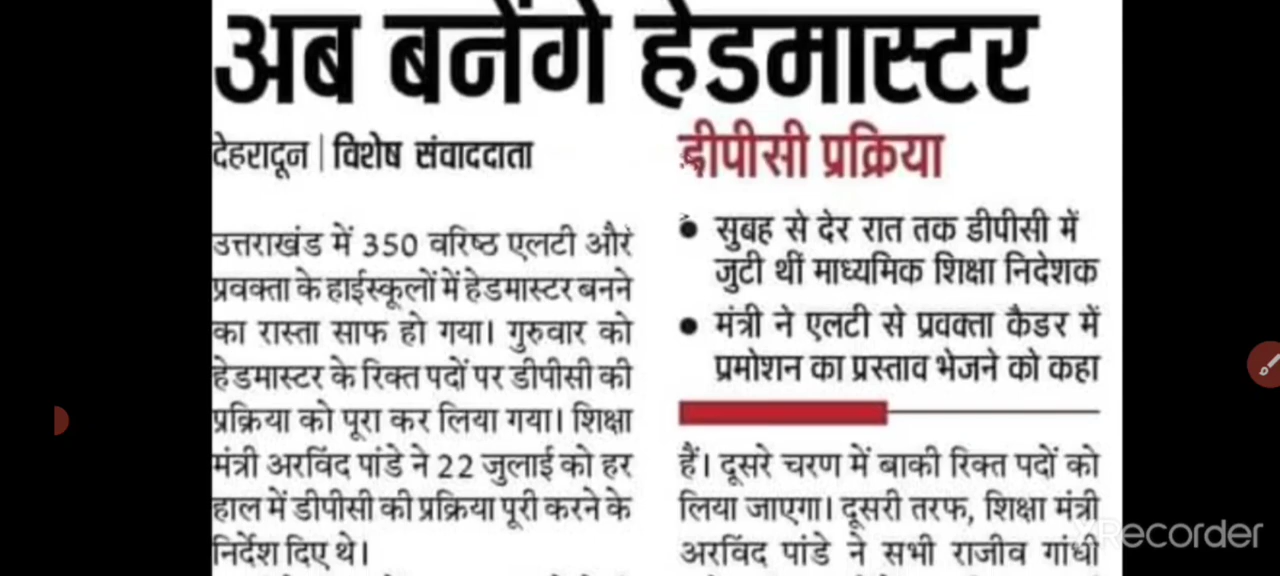 अब बनेंगे हेडमास्टर
देहरादून | विशेष संवाददाता
उत्तराखंड में 350 वरिष्ठ एलटी और
प्रवक्ता के हाईस्कूलों में हेडमास्टर बनने
का रास्ता साफ हो गया। गुरुवार को
हेडमास्टर के रिक्त पदों पर डीपीसी की
प्रक्रिया को पूरा कर लिया गया। शिक्षा
मंत्री अरविंद पांडे ने 22 जुलाई को हर
हाल में डीपीसी की प्रक्रिया पूरी करने के
निर्देश दिए थे।
डीपीसी प्रक्रिया
● सुबह से देर रात तक डीपीसी में
जुटी थीं माध्यमिक शिक्षा निदेशक
● मंत्री ने एलटी से प्रवक्ता कैडर में
प्रमोशन का प्रस्ताव भेजने को कहा
हैं। दूसरे चरण में बाकी रिक्त पदों को
लिया जाएगा। दूसरी तरफ, शिक्षा मंत्री
अरविंद पांडे ने सभी राजीव गांधी
XRecorder